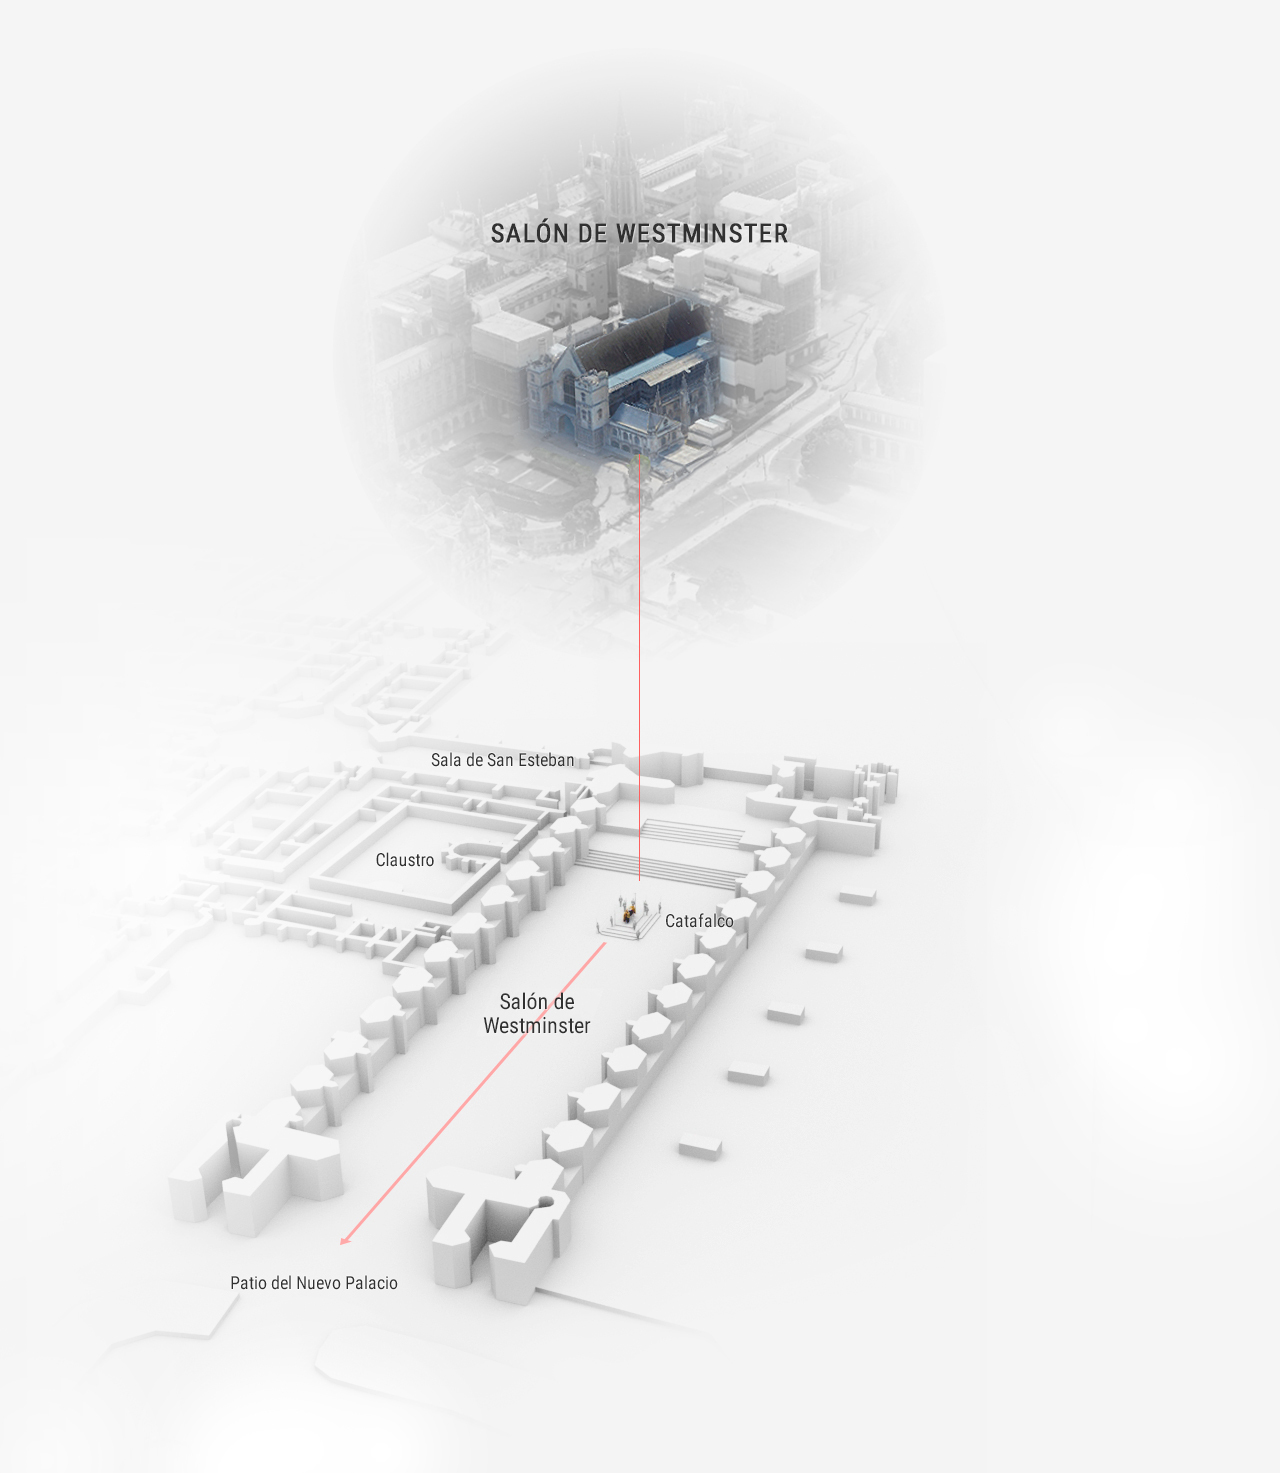 SALÓN DE WESTMINSTER
Sala de San Esteban
Claustro
Catafalco
Salón de
Westminster
Patio del Nuevo Palacio